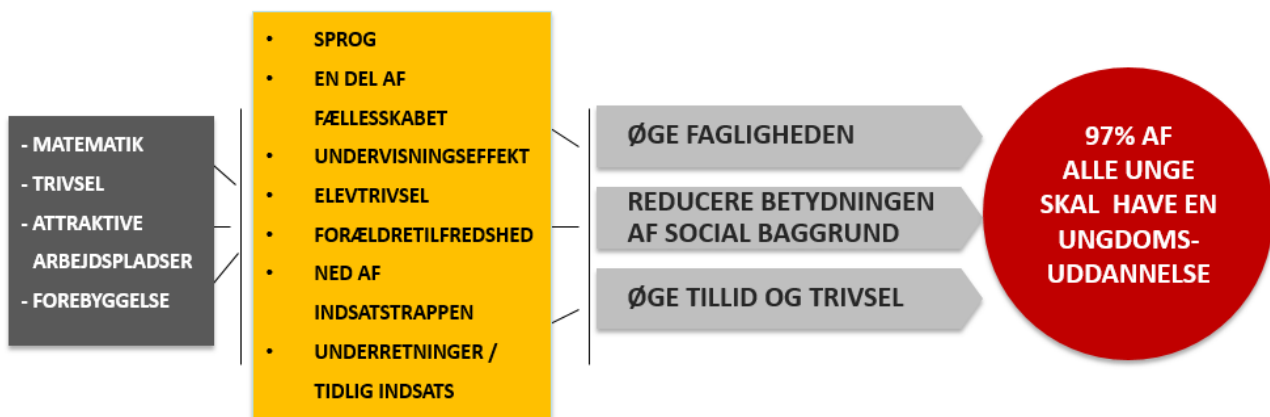 - MATEMATIK
- TRIVSEL
- ATTRAKTIVE
ARBEJDSPLADSER
- FOREBYGGELSE
• SPROG
• EN DEL AF
FÆLLESSKABET
• UNDERVISNINGSEFFEKT
• ELEVTRIVSEL
• FORÆLDRETILFREDSHED
• NED AF
INDSATSTRAPPEN
• UNDERRETNINGER /
TIDLIG INDSATS
ØGE FAGLIGHEDEN
REDUCERE BETYDNINGEN
AF SOCIAL BAGGRUND
ØGE TILLID OG TRIVSEL
97% AF
ALLE UNGE
SKAL HAVE EN
UNGDOMS-
UDDANNELSE